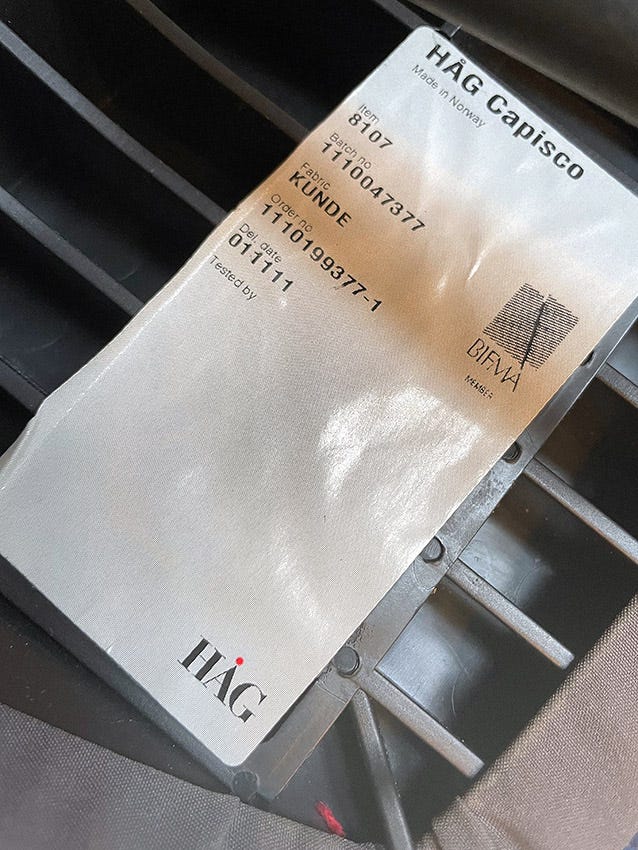 HÅG Capisco
Made in Norway
Item
8107
Batch no
1110047377
Fabric
KUNDE
Order no
1110199377-1
Del. date
011111
Tested by
BIFMA
MEMBER
HÅG